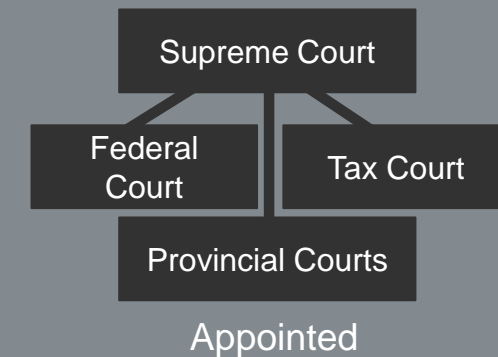 Supreme Court
Federal
Court
Tax Court
Provincial Courts
Appointed